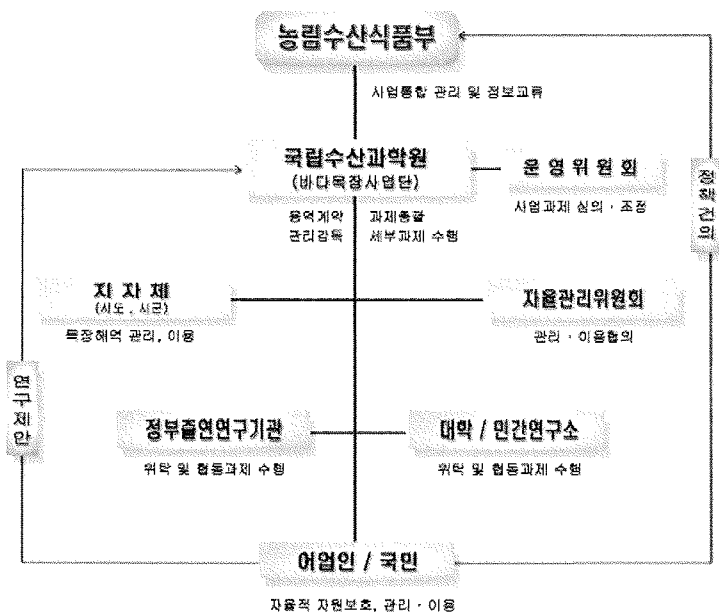 농림수산식품부
사업통합 관리 및 정보교류
국립수산과학원
(바다목장사업단)
운영위원회
사업과제 심의 · 조정
용역계약 과제총괄
관리감독 세부과제 수행
정책건의
지자체
(시도, 시군)
목장해역 관리, 이용
자율관리위원회
관리 · 이용협의
연구제안
정부출연연구기관
위탁 및 협동과제 수행
대학 / 민간연구소
위탁 및 협동과제 수행
어업인 / 국민
자율적 자원보호, 관리 · 이용